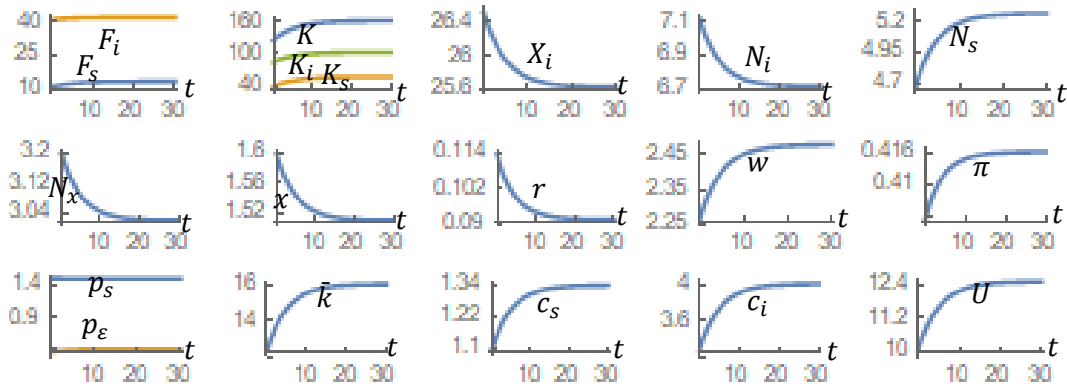 40 F_i
25
F_s
10 10 20 30 t
160 K
100 K_i K_s
40 10 20 30 t
26.4
26 X_i
25.6 10 20 30 t
7.1
6.9 N_i
6.7 10 20 30 t
5.2 N_s
4.95
4.7 10 20 30 t
3.2
3.12 N_x
3.04 10 20 30 t
1.6
1.56 x
1.52 10 20 30 t
0.114
0.102 r
0.09 10 20 30 t
2.45 w
2.35
2.25 10 20 30 t
0.416 π
0.41
10 20 30 t
1.4 p_s
0.9 p_ε
10 20 30 t
16 k̄
14
10 20 30 t
1.34 c_s
1.22
1.1 10 20 30 t
4 c_i
3.6
10 20 30 t
12.4 U
11.2
10 10 20 30 t